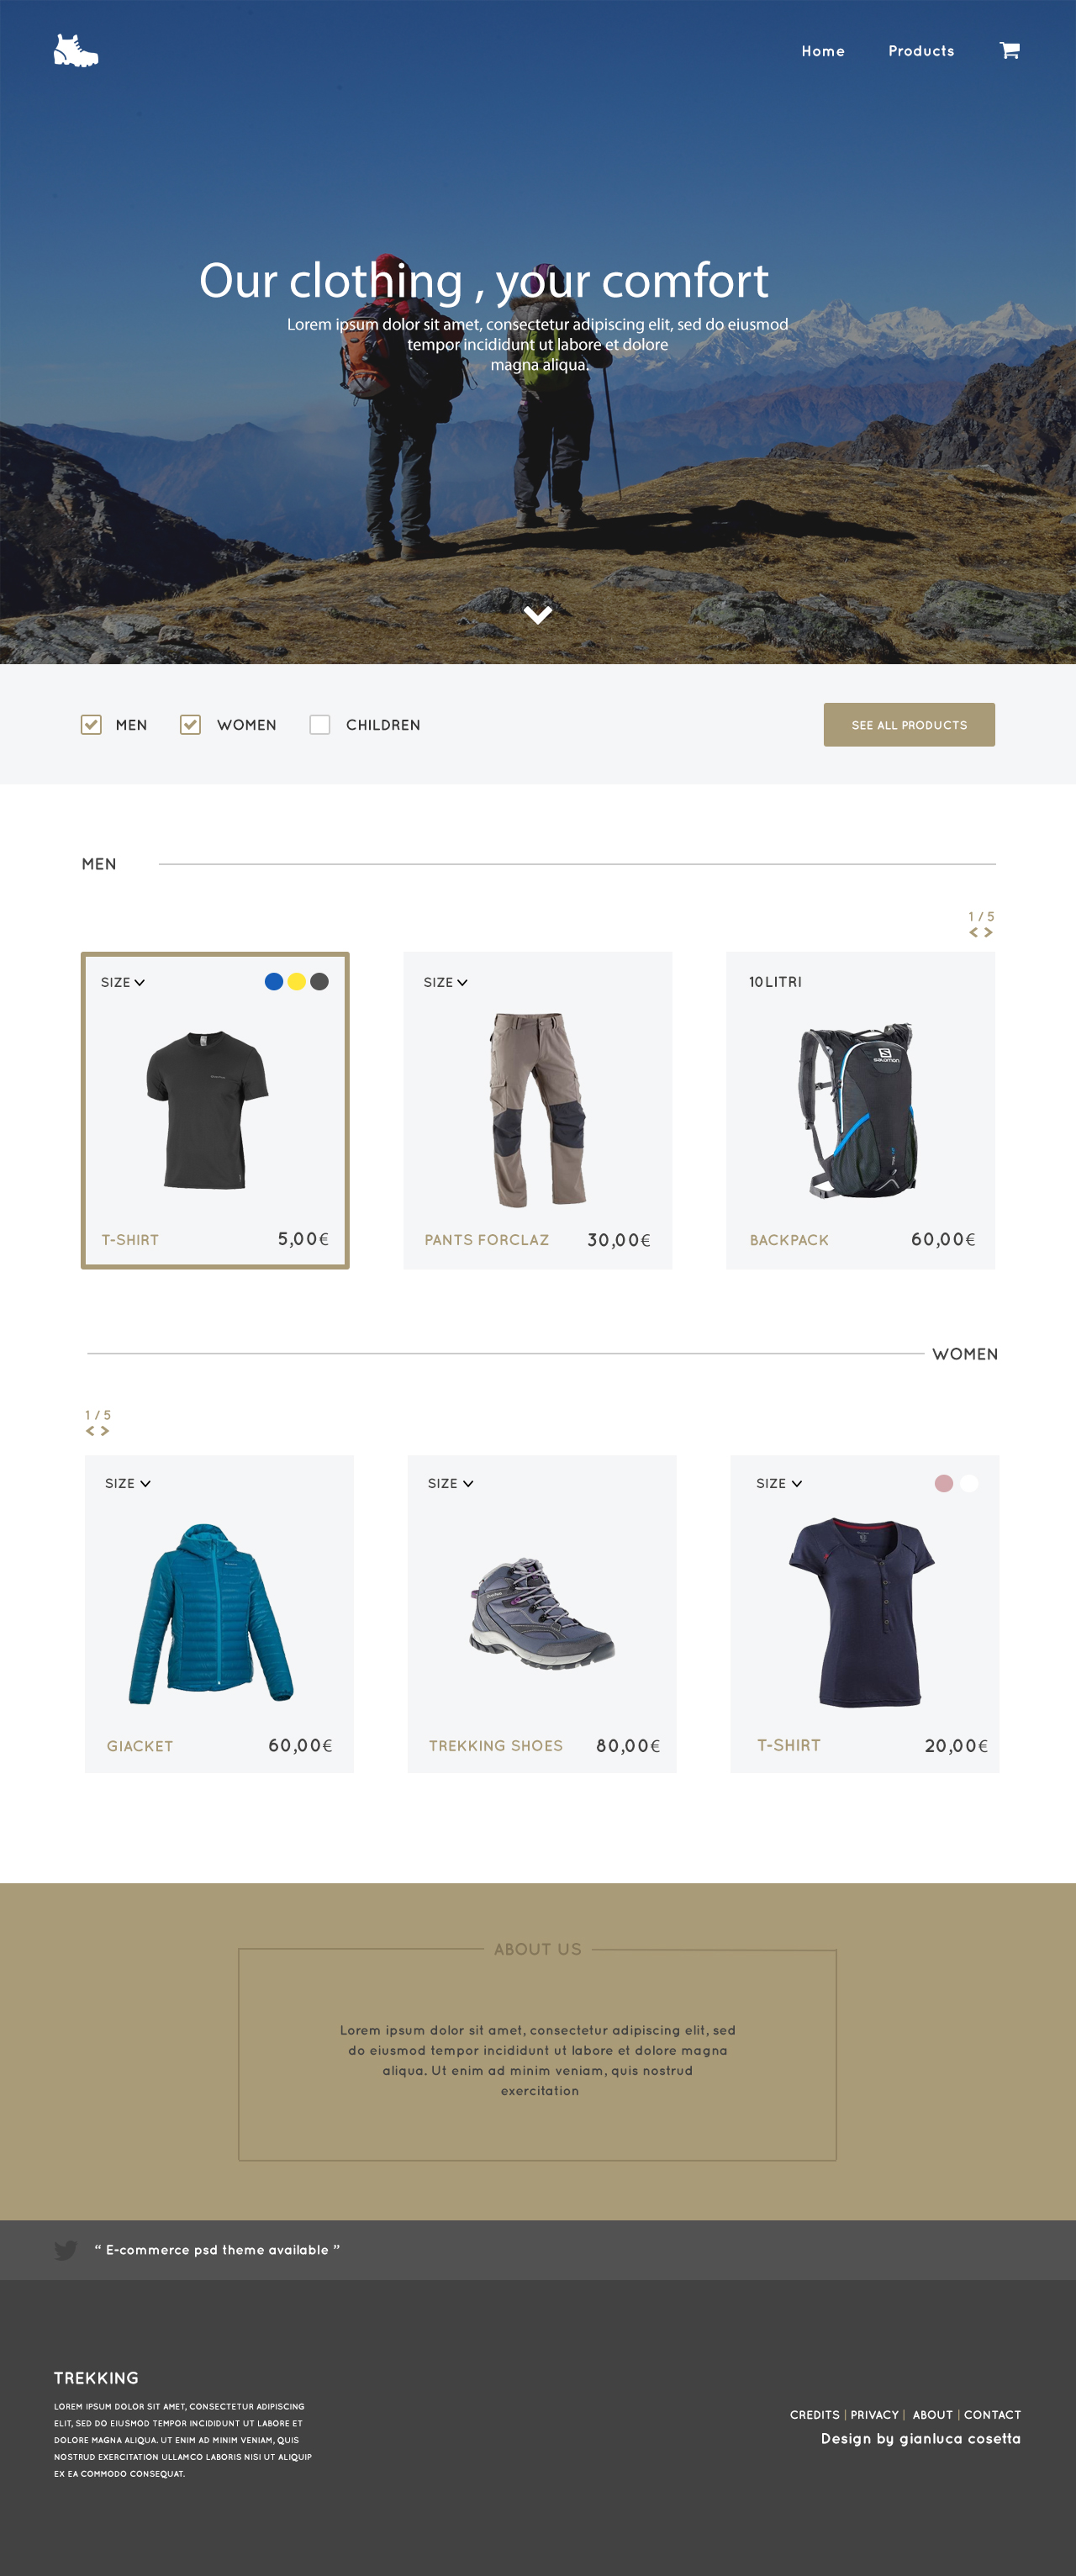 Home Products
Our clothing , your comfort
Lorem ipsum dolor sit amet, consectetur adipiscing elit, sed do eiusmod
tempor incididunt ut labore et dolore
magna aliqua.
MEN WOMEN CHILDREN SEE ALL PRODUCTS
MEN
1 / 5
< >
SIZE
T-SHIRT 5,00€
SIZE
PANTS FORCLAZ 30,00€
10LITRI
salomon
BACKPACK 60,00€
WOMEN
1 / 5
< >
SIZE
GIACKET 60,00€
SIZE
TREKKING SHOES 80,00€
SIZE
T-SHIRT 20,00€
ABOUT US
Lorem ipsum dolor sit amet, consectetur adipiscing elit, sed
do eiusmod tempor incididunt ut labore et dolore magna
aliqua. Ut enim ad minim veniam, quis nostrud
exercitation
“ E-commerce psd theme available ”
TREKKING
LOREM IPSUM DOLOR SIT AMET, CONSECTETUR ADIPISCING
ELIT, SED DO EIUSMOD TEMPOR INCIDIDUNT UT LABORE ET
DOLORE MAGNA ALIQUA. UT ENIM AD MINIM VENIAM, QUIS
NOSTRUD EXERCITATION ULLAMCO LABORIS NISI UT ALIQUIP
EX EA COMMODO CONSEQUAT.
CREDITS | PRIVACY | ABOUT | CONTACT
Design by gianluca cosetta